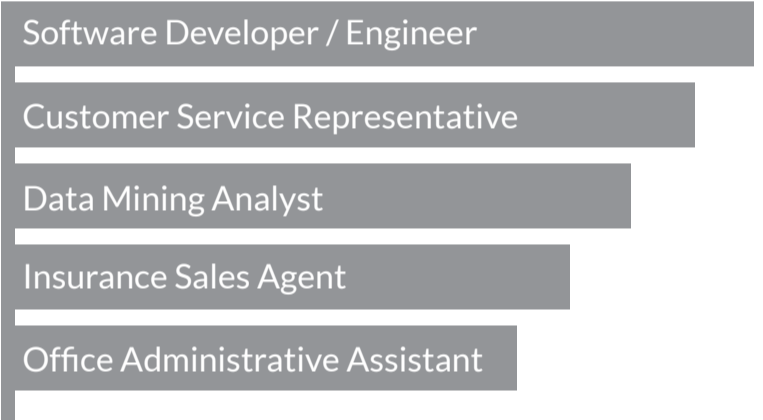 Software Developer / Engineer
Customer Service Representative
Data Mining Analyst
Insurance Sales Agent
Office Administrative Assistant